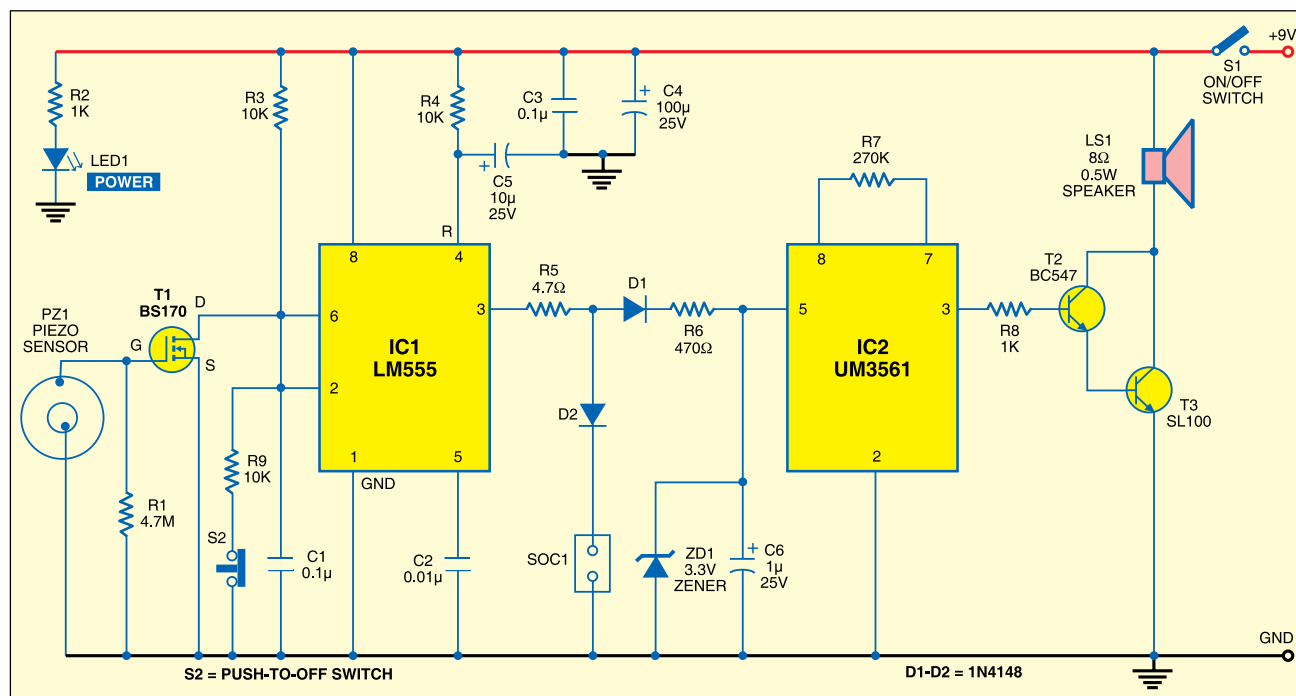 +9V
S1
ON/OFF
SWITCH
R2
1K
LED1
POWER
R3
10K
R4
10K
C3
0.1µ
+
C4
100µ
25V
+
C5
10µ
25V
R7
270K
LS1
8Ω
0.5W
SPEAKER
T1
BS170
D
G
S
PZ1
PIEZO
SENSOR
R1
4.7M
R
8
4
6
2
3
1
5
IC1
LM555
GND
R9
10K
S2
C1
0.1µ
C2
0.01µ
R5
4.7Ω
D1
R6
470Ω
D2
SOC1
ZD1
3.3V
ZENER
+
C6
1µ
25V
8
7
5
3
2
IC2
UM3561
R8
1K
T2
BC547
T3
SL100
GND
S2 = PUSH-TO-OFF SWITCH
D1-D2 = 1N4148